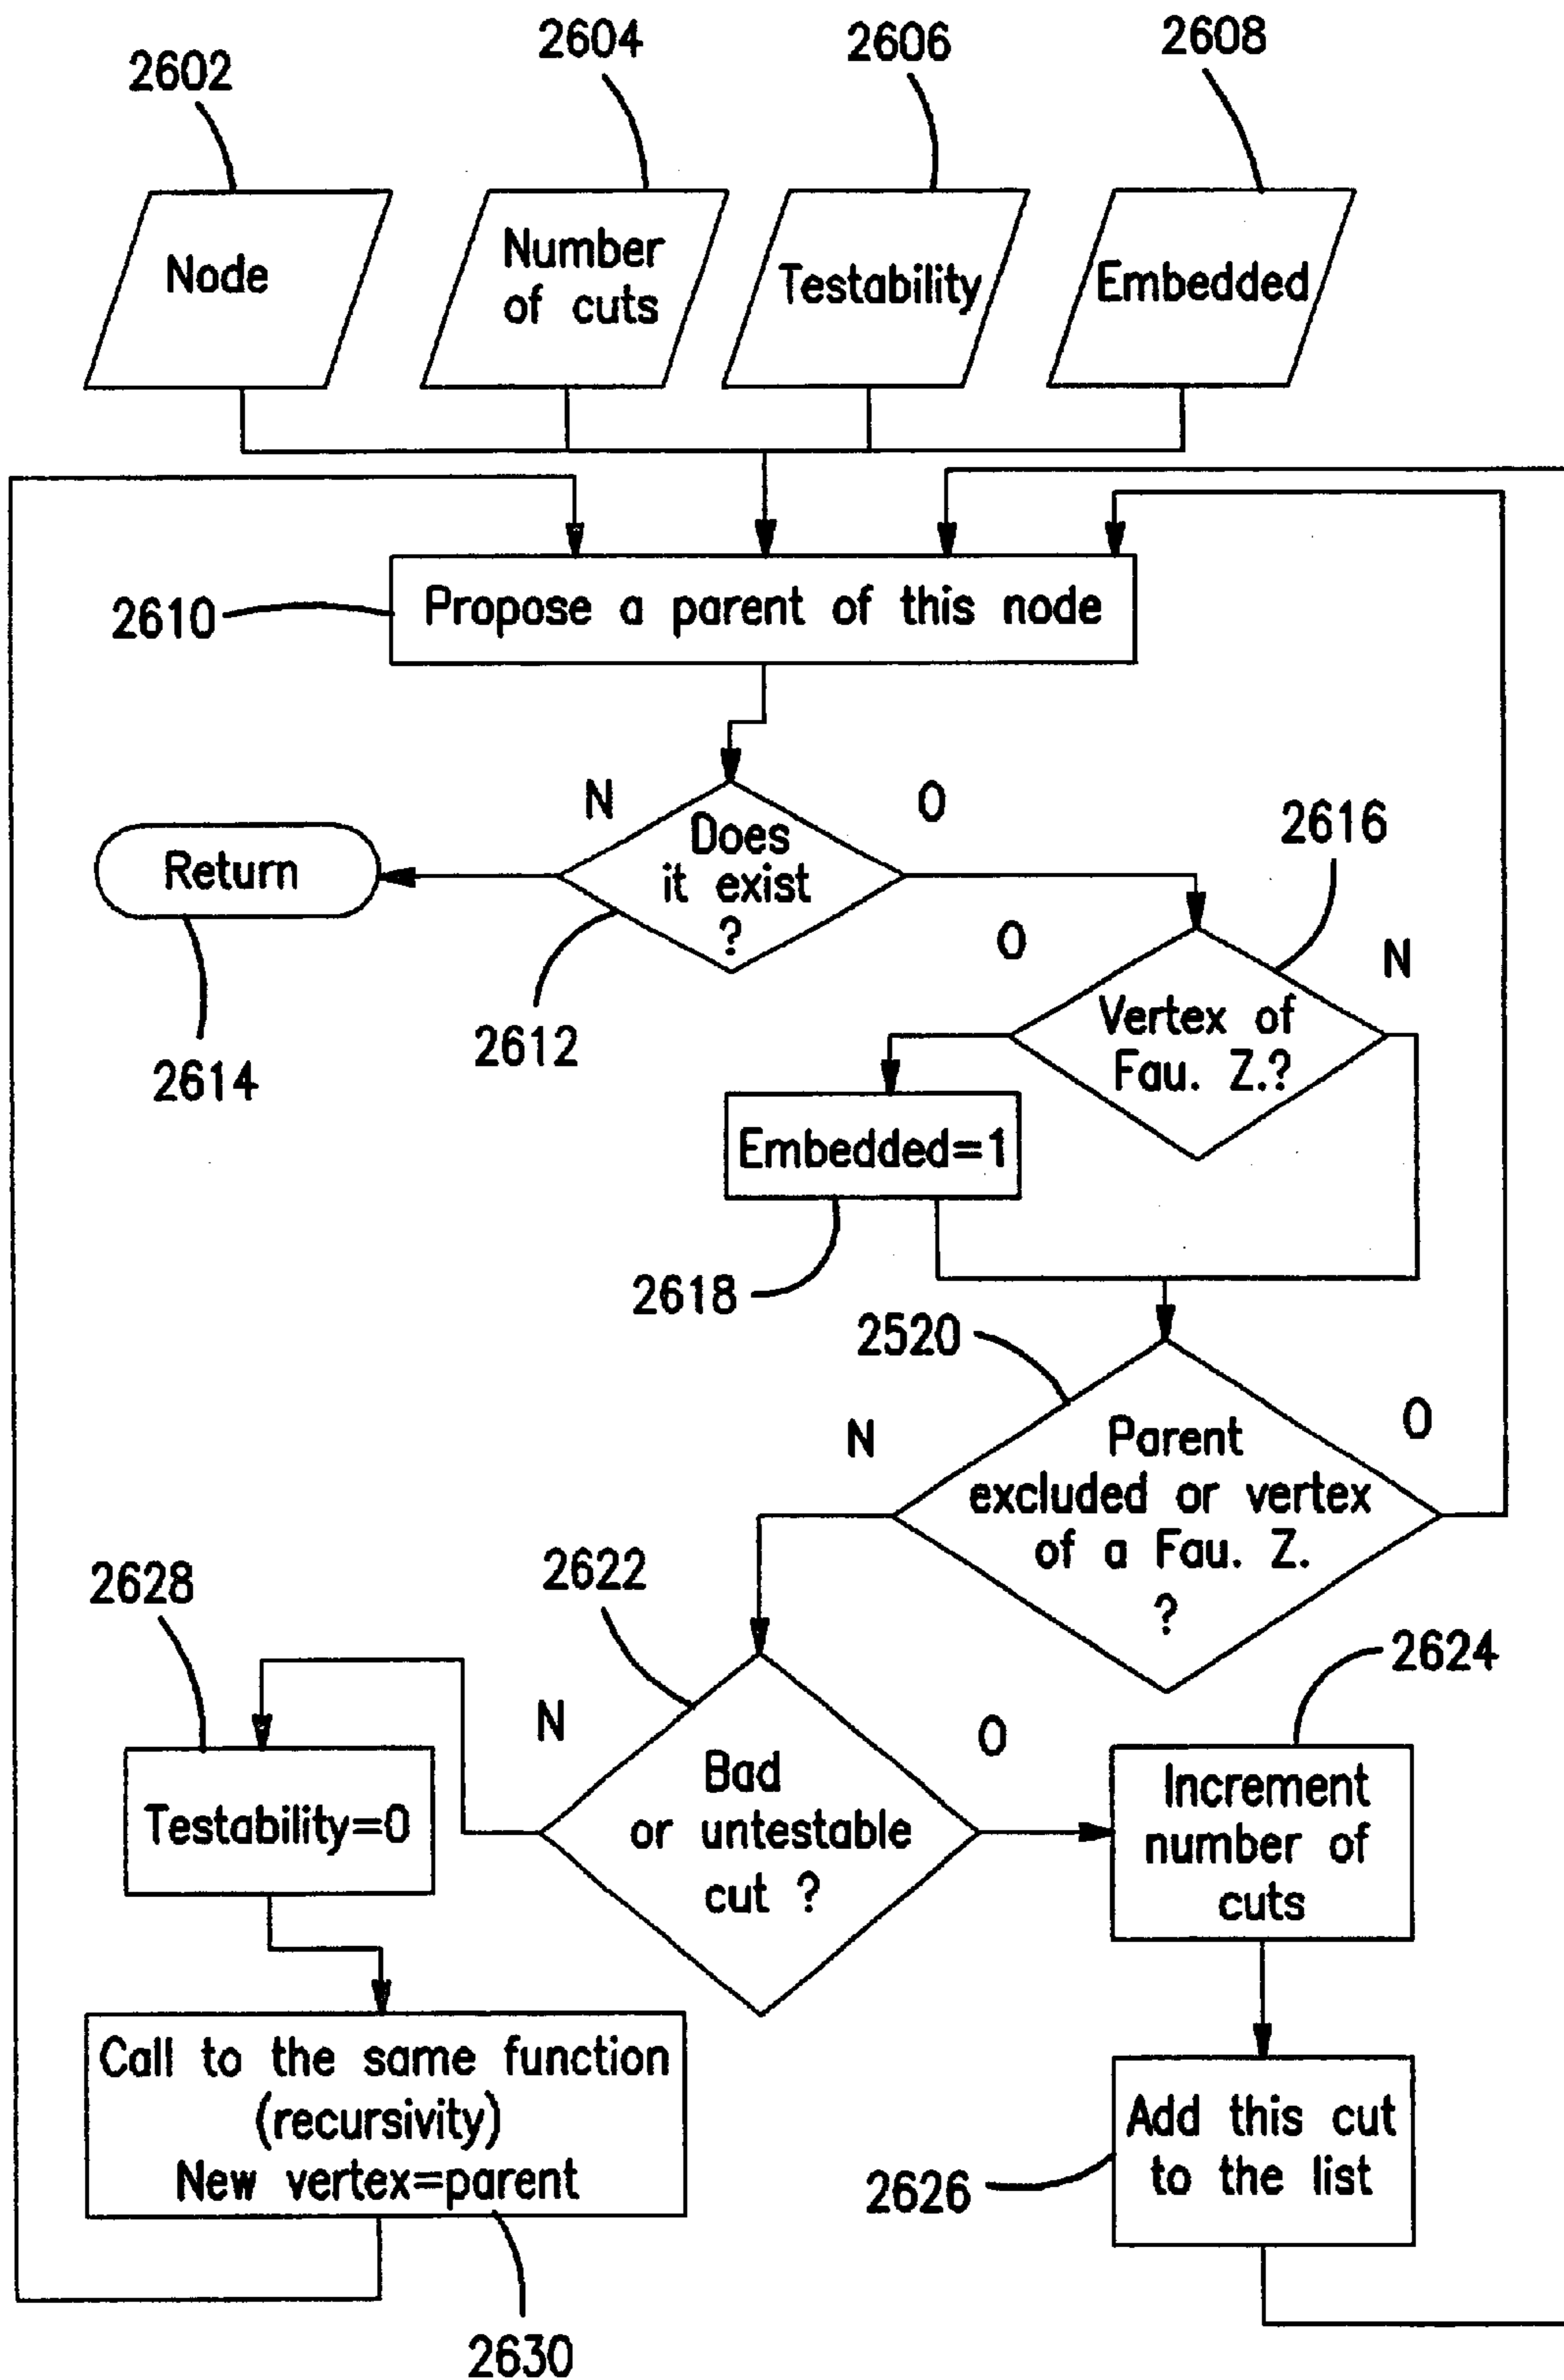 2602
2604
2606
2608
Node
Number
of cuts
Testability
Embedded
2610
Propose a parent of this node
N
O
Does
it exist
?
Return
2612
2614
2616
O
N
Vertex of
Fau. Z.?
Embedded=1
2618
2520
N
O
Parent
excluded or vertex
of a Fau. Z.
?
2628
2622
2624
N
O
Testability=0
Bad
or untestable
cut ?
Increment
number of
cuts
Call to the same function
(recursivity)
New vertex=parent
Add this cut
to the list
2626
2630